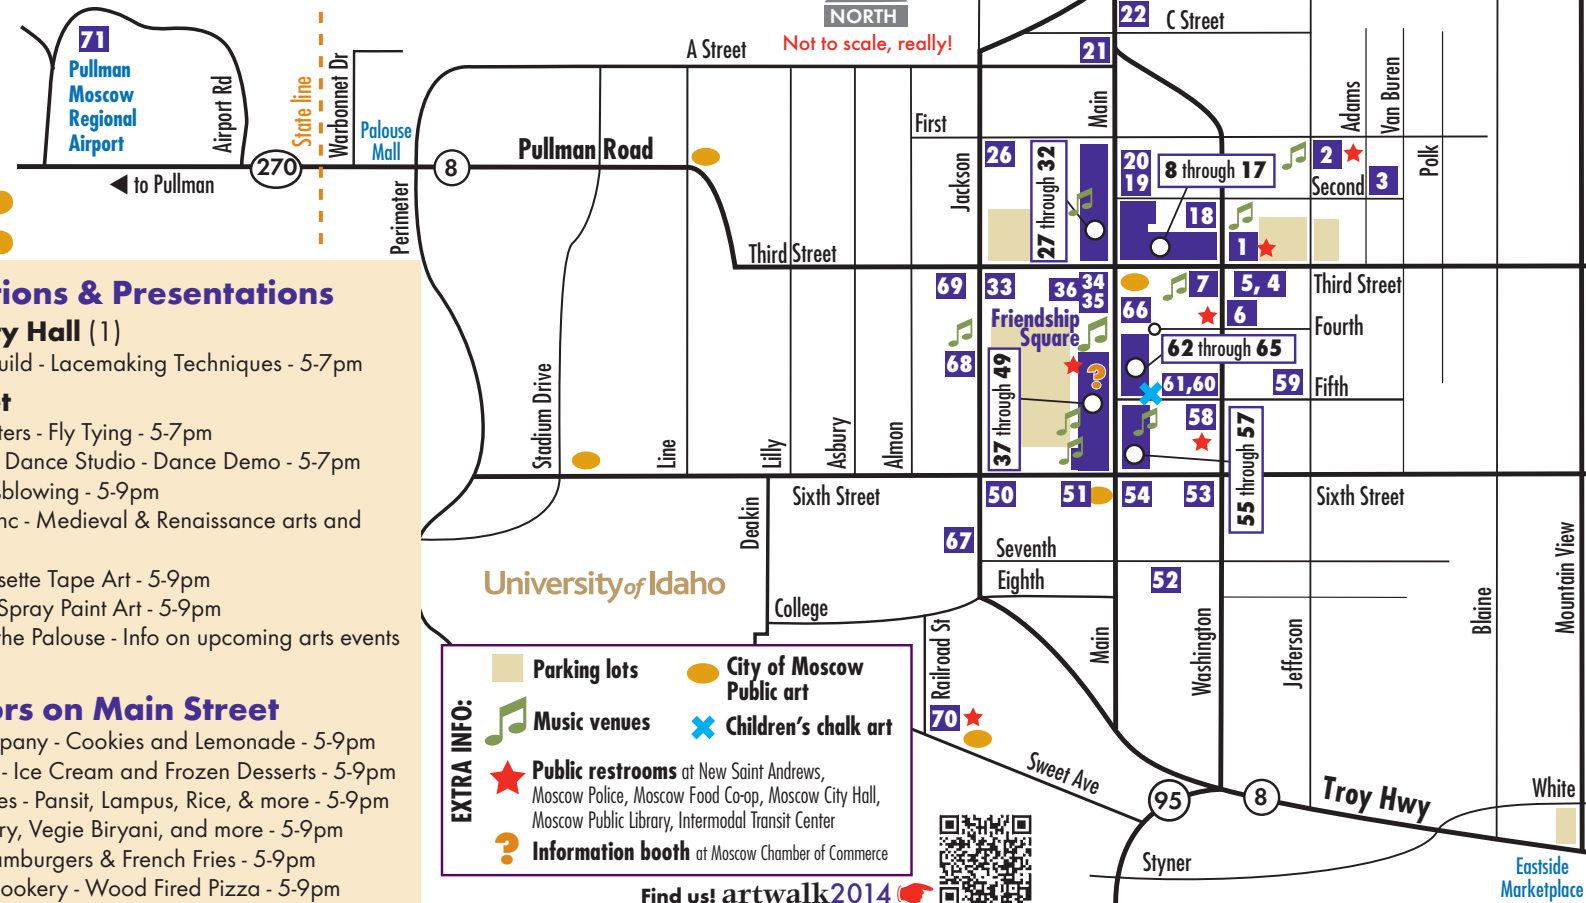 71
Pullman
Moscow
Regional
Airport
Airport Rd
State line
Warbonnet Dr
Palouse
Mall
270
to Pullman
Perimeter
8
Pullman Road
A Street
NORTH
Not to scale, really!
22
C Street
21
Main
First
Jackson
26
27 through 32
20
19
8 through 17
18
2
Second
3
Adams
Van Buren
Polk
1
Third Street
69
33
36
34
35
7
5, 4
Third Street
66
6
Fourth
Friendship
Square
68
37 through 49
62 through 65
61,60
59
Fifth
58
55 through 57
Stadium Drive
Line
Lilly
Asbury
Almon
Deakin
Sixth Street
50
51
54
53
Sixth Street
67
Seventh
Eighth
52
University of Idaho
College
Railroad St
Main
Washington
Jefferson
Blaine
Mountain View
70
Sweet Ave
95
8
Troy Hwy
White
Styner
Eastside
Marketplace
EXTRA INFO:
Parking lots
City of Moscow
Public art
Music venues
Children's chalk art
Public restrooms at New Saint Andrews,
Moscow Police, Moscow Food Co-op, Moscow City Hall,
Moscow Public Library, Intermodal Transit Center
?
Information booth at Moscow Chamber of Commerce
Find us! artwalk2014
tions & Presentations
ry Hall (1)
uild - Lacemaking Techniques - 5-7pm
et
ters - Fly Tying - 5-7pm
Dance Studio - Dance Demo - 5-7pm
sblowing - 5-9pm
nc - Medieval & Renaissance arts and
sette Tape Art - 5-9pm
Spray Paint Art - 5-9pm
the Palouse - Info on upcoming arts events
ors on Main Street
pany - Cookies and Lemonade - 5-9pm
- Ice Cream and Frozen Desserts - 5-9pm
es - Pansit, Lampus, Rice, & more - 5-9pm
ry, Vegie Biryani, and more - 5-9pm
amburgers & French Fries - 5-9pm
ookery - Wood Fired Pizza - 5-9pm